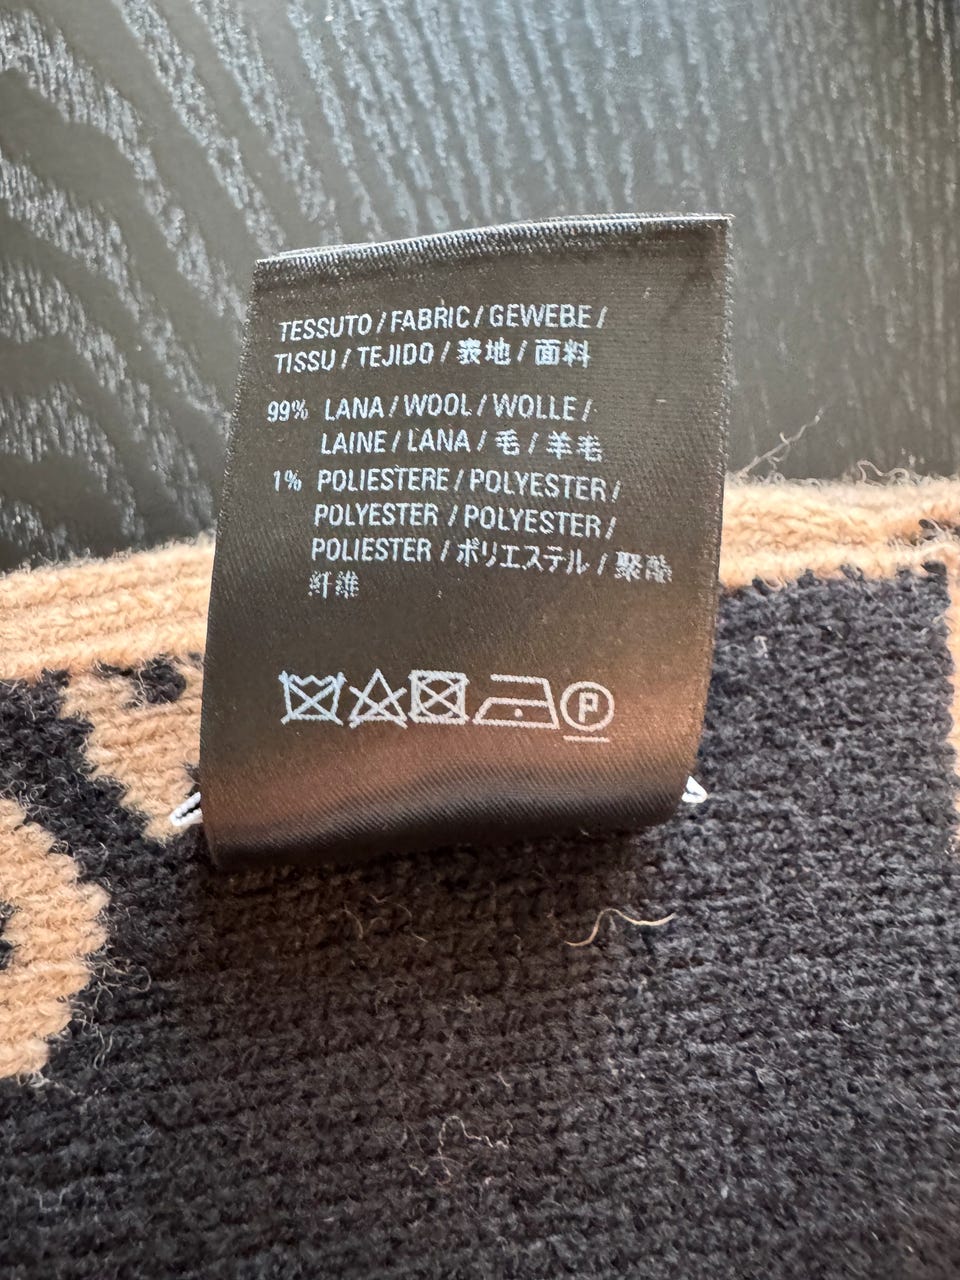 TESSUTO / FABRIC / GEWEBE /
TISSU / TEJIDO / 表地 / 面料
99% LANA / WOOL / WOLLE /
LAINE / LANA / 毛 / 羊毛
1% POLIESTERE / POLYESTER /
POLYESTER / POLYESTER /
POLIESTER / ポリエステル / 聚酯
纤维
P